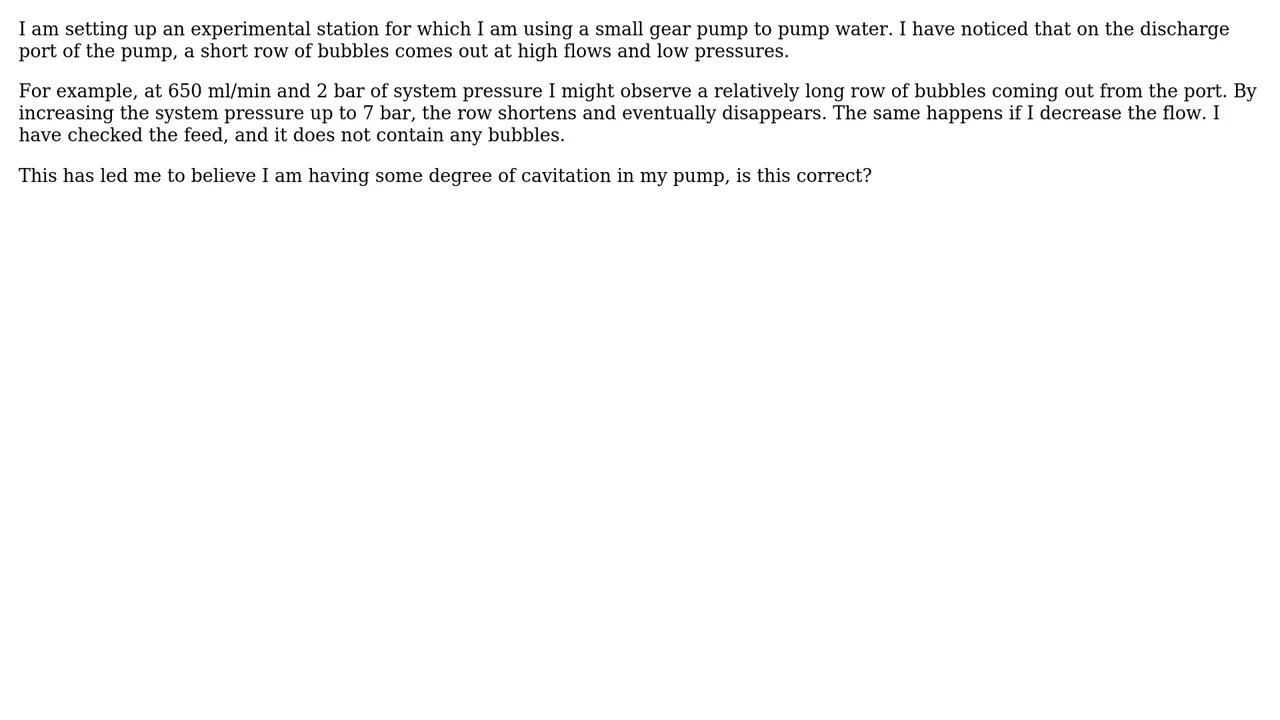 I am setting up an experimental station for which I am using a small gear pump to pump water. I have noticed that on the discharge
port of the pump, a short row of bubbles comes out at high flows and low pressures.
For example, at 650 ml/min and 2 bar of system pressure I might observe a relatively long row of bubbles coming out from the port. By
increasing the system pressure up to 7 bar, the row shortens and eventually disappears. The same happens if I decrease the flow. I
have checked the feed, and it does not contain any bubbles.
This has led me to believe I am having some degree of cavitation in my pump, is this correct?